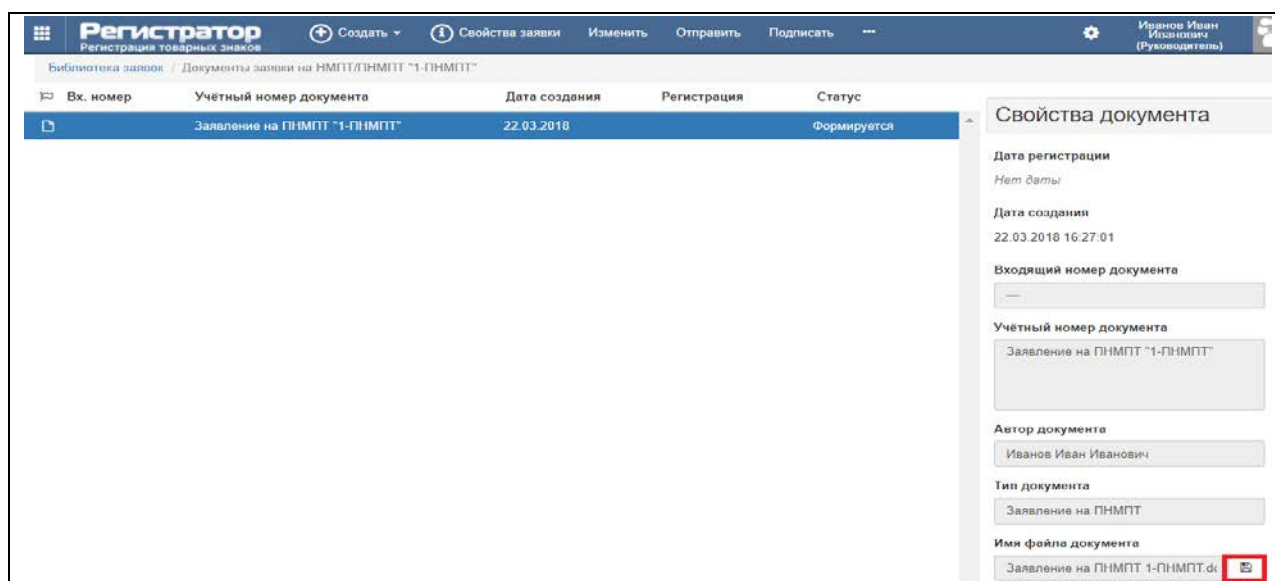 Регистратор
Регистрация товарных знаков
Создать
Свойства заявки
Изменить
Отправить
Подписать
Иванов Иван
Иванович
(Руководитель)
Библиотека заявок / Документы заявки на НМПТ/ПНМПТ "1-ПНМПТ"
Вх. номер Учётный номер документа Дата создания Регистрация Статус
Заявление на ПНМПТ "1-ПНМПТ" 22.03.2018 Формируется
Свойства документа
Дата регистрации
Нет даты
Дата создания
22.03.2018 16:27:01
Входящий номер документа
—
Учётный номер документа
Заявление на ПНМПТ "1-ПНМПТ"
Автор документа
Иванов Иван Иванович
Тип документа
Заявление на ПНМПТ
Имя файла документа
Заявление на ПНМПТ 1-ПНМПТ.dc